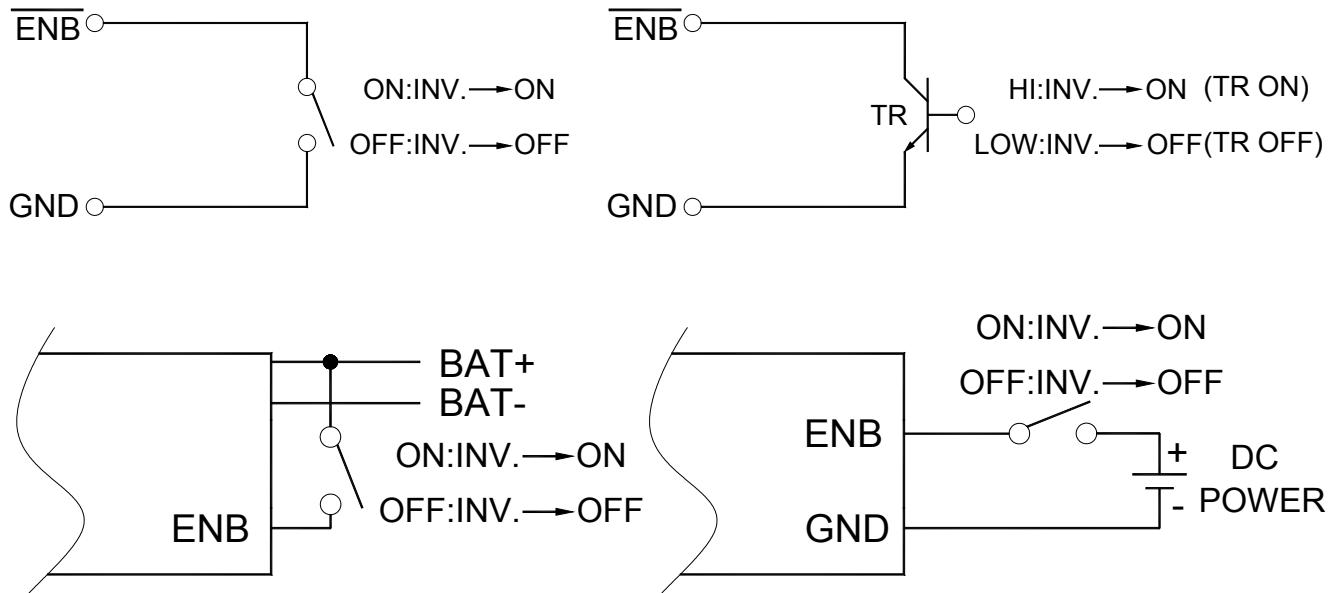 E̅N̅B̅
ON:INV.→ON
OFF:INV.→OFF
GND
E̅N̅B̅
TR
HI:INV.→ON (TR ON)
LOW:INV.→OFF(TR OFF)
GND
BAT+
BAT-
ON:INV.→ON
OFF:INV.→OFF
ENB
ON:INV.→ON
OFF:INV.→OFF
ENB
+ DC
- POWER
GND